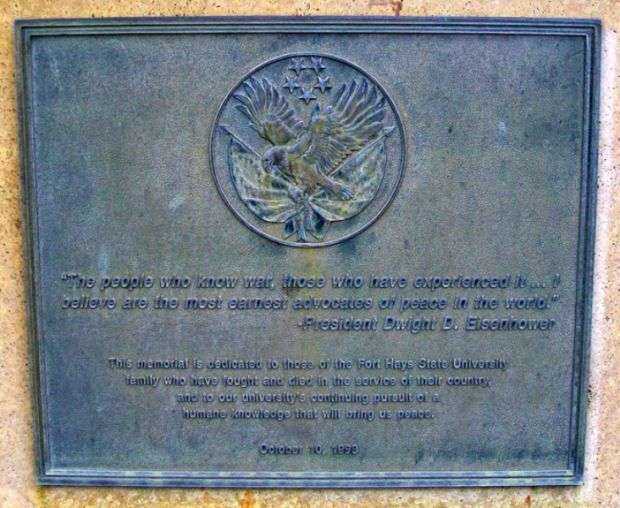 "The people who know war, those who have experienced it ... I
believe are the most earnest advocates of peace in the world."
-President Dwight D. Eisenhower
This memorial is dedicated to those of the Fort Hays State University
family who have fought and died in the service of their country,
and to our university's continuing pursuit of a
humane knowledge that will bring us peace.
October 10, 1993